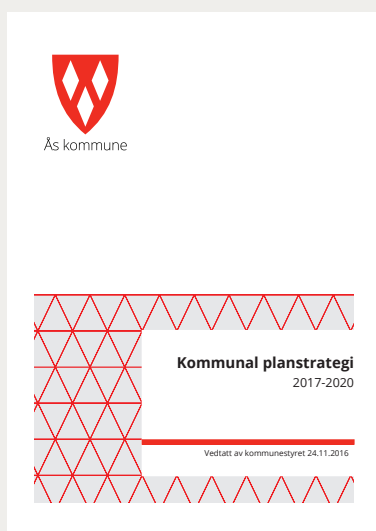 Ås kommune
Kommunal planstrategi
2017-2020
Vedtatt av kommunestyret 24.11.2016